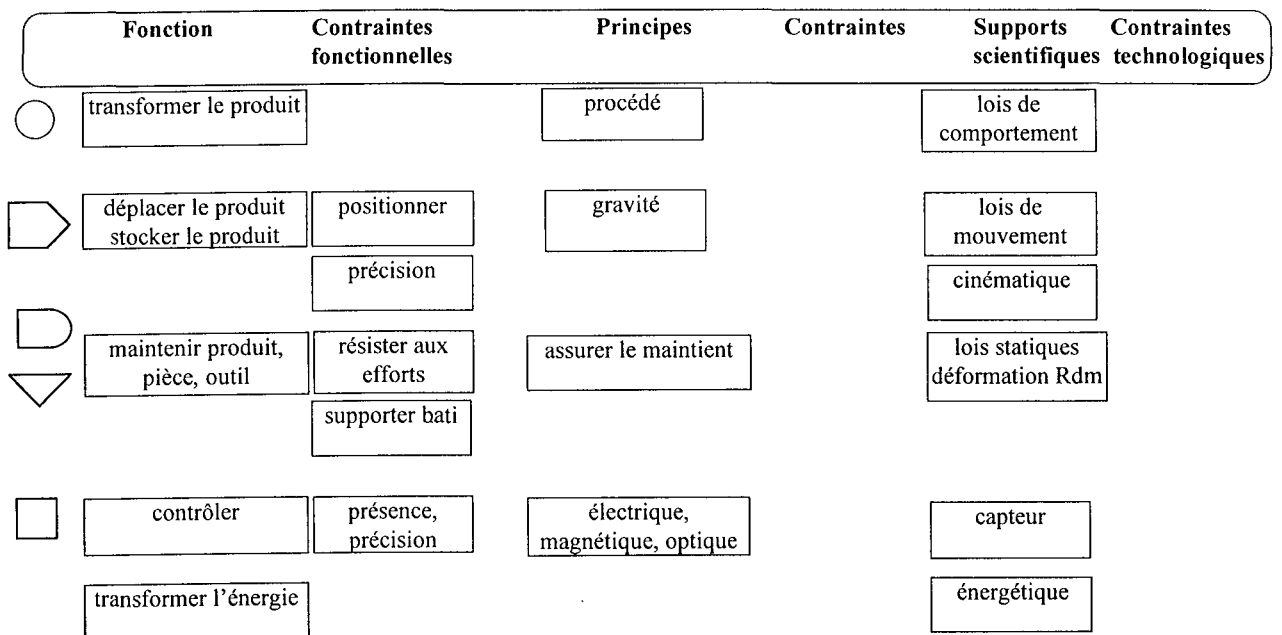 Fonction
Contraintes
fonctionnelles
Principes
Contraintes
Supports
scientifiques
Contraintes
technologiques
transformer le produit
procédé
lois de
comportement
déplacer le produit
stocker le produit
positionner
gravité
lois de
mouvement
précision
cinématique
maintenir produit,
pièce, outil
résister aux
efforts
assurer le maintient
lois statiques
déformation Rdm
supporter bati
contrôler
présence,
précision
électrique,
magnétique, optique
capteur
transformer l'énergie
énergétique